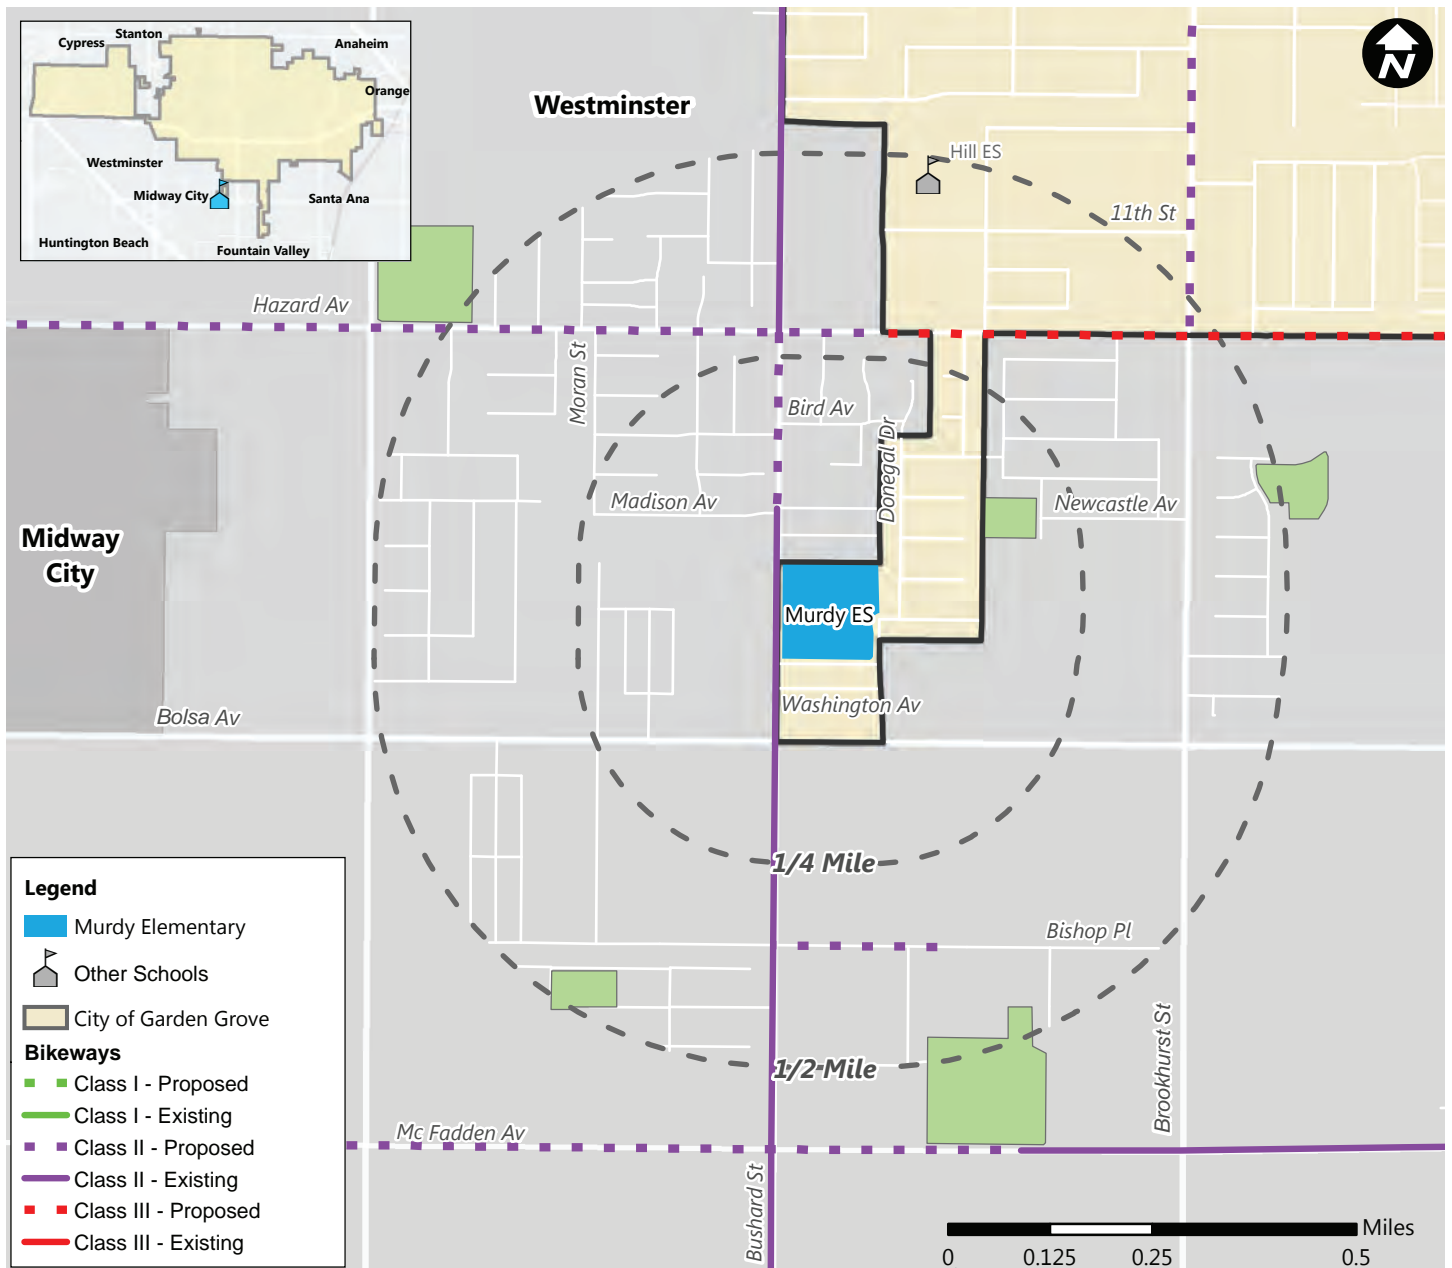 Cypress
Stanton
Anaheim
Orange
Westminster
Midway City
Santa Ana
Huntington Beach
Fountain Valley
N
Westminster
Hill ES
11th St
Hazard Av
Moran St
Bird Av
Donegal Dr
Madison Av
Newcastle Av
Midway
City
Murdy ES
Washington Av
Bolsa Av
1/4 Mile
Bishop Pl
Brookhurst St
1/2 Mile
Mc Fadden Av
Bushard St
Legend
Murdy Elementary
Other Schools
City of Garden Grove
Bikeways
Class I - Proposed
Class I - Existing
Class II - Proposed
Class II - Existing
Class III - Proposed
Class III - Existing
Miles
0 0.125 0.25 0.5